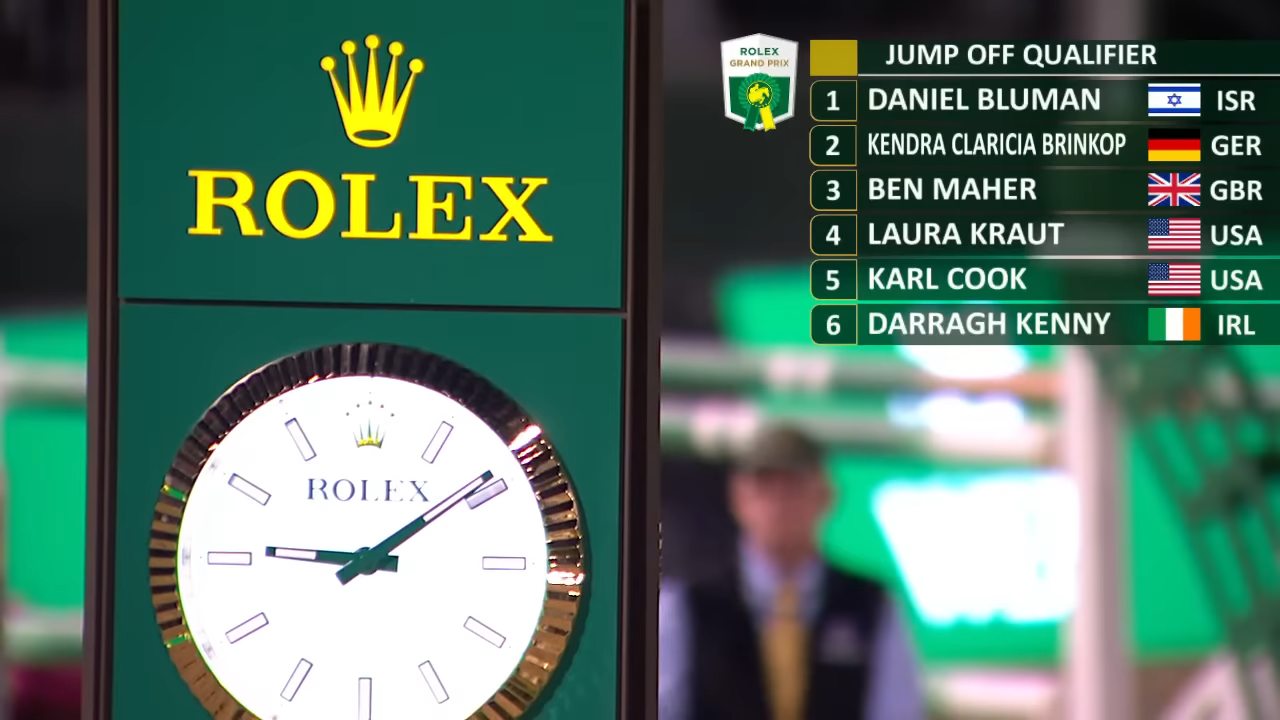 ROLEX
ROLEX
ROLEX
GRAND PRIX
JUMP OFF QUALIFIER
1 DANIEL BLUMAN ISR
2 KENDRA CLARICIA BRINKOP GER
3 BEN MAHER GBR
4 LAURA KRAUT USA
5 KARL COOK USA
6 DARRAGH KENNY IRL